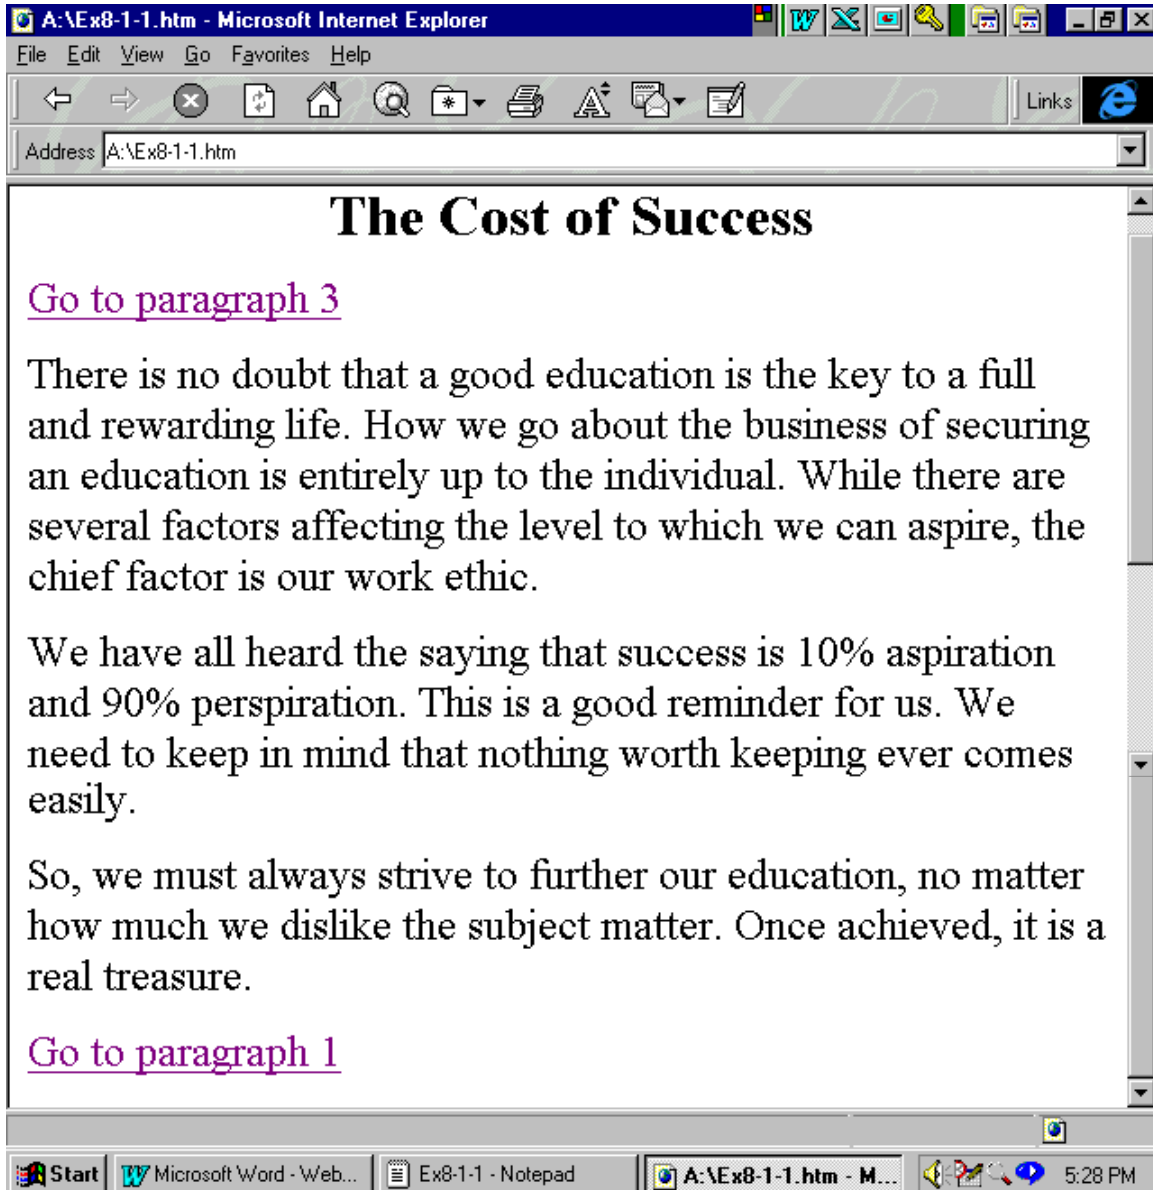 A:\Ex8-1-1.htm - Microsoft Internet Explorer
File Edit View Go Favorites Help
Links
Address A:\Ex8-1-1.htm
The Cost of Success
Go to paragraph 3
There is no doubt that a good education is the key to a full
and rewarding life. How we go about the business of securing
an education is entirely up to the individual. While there are
several factors affecting the level to which we can aspire, the
chief factor is our work ethic.
We have all heard the saying that success is 10% aspiration
and 90% perspiration. This is a good reminder for us. We
need to keep in mind that nothing worth keeping ever comes
easily.
So, we must always strive to further our education, no matter
how much we dislike the subject matter. Once achieved, it is a
real treasure.
Go to paragraph 1
Start Microsoft Word - Web... Ex8-1-1 - Notepad A:\Ex8-1-1.htm - M... 5:28 PM